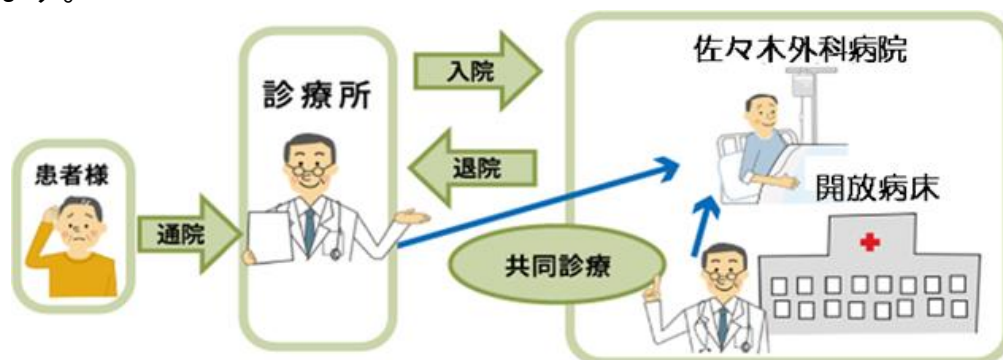 佐々木外科病院
入院
診療所
退院
患者様
開放病床
通院
共同診療